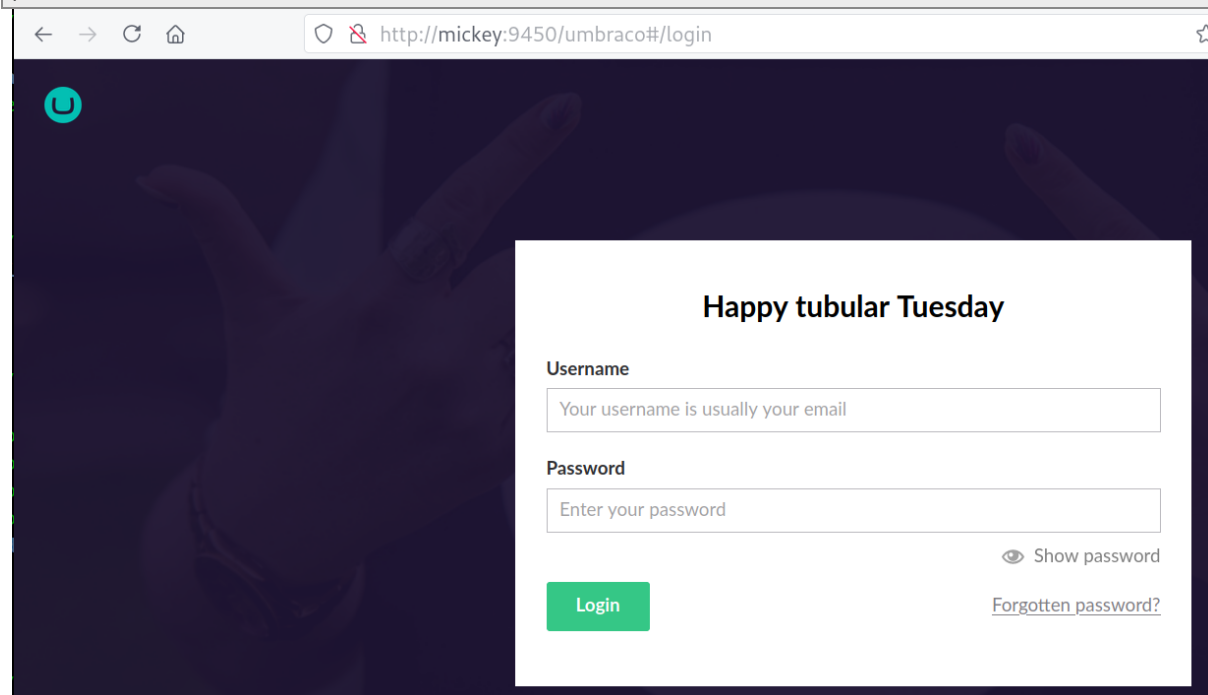 http://mickey:9450/umbraco#/login
Happy tubular Tuesday
Username
Your username is usually your email
Password
Enter your password
Show password
Login
Forgotten password?